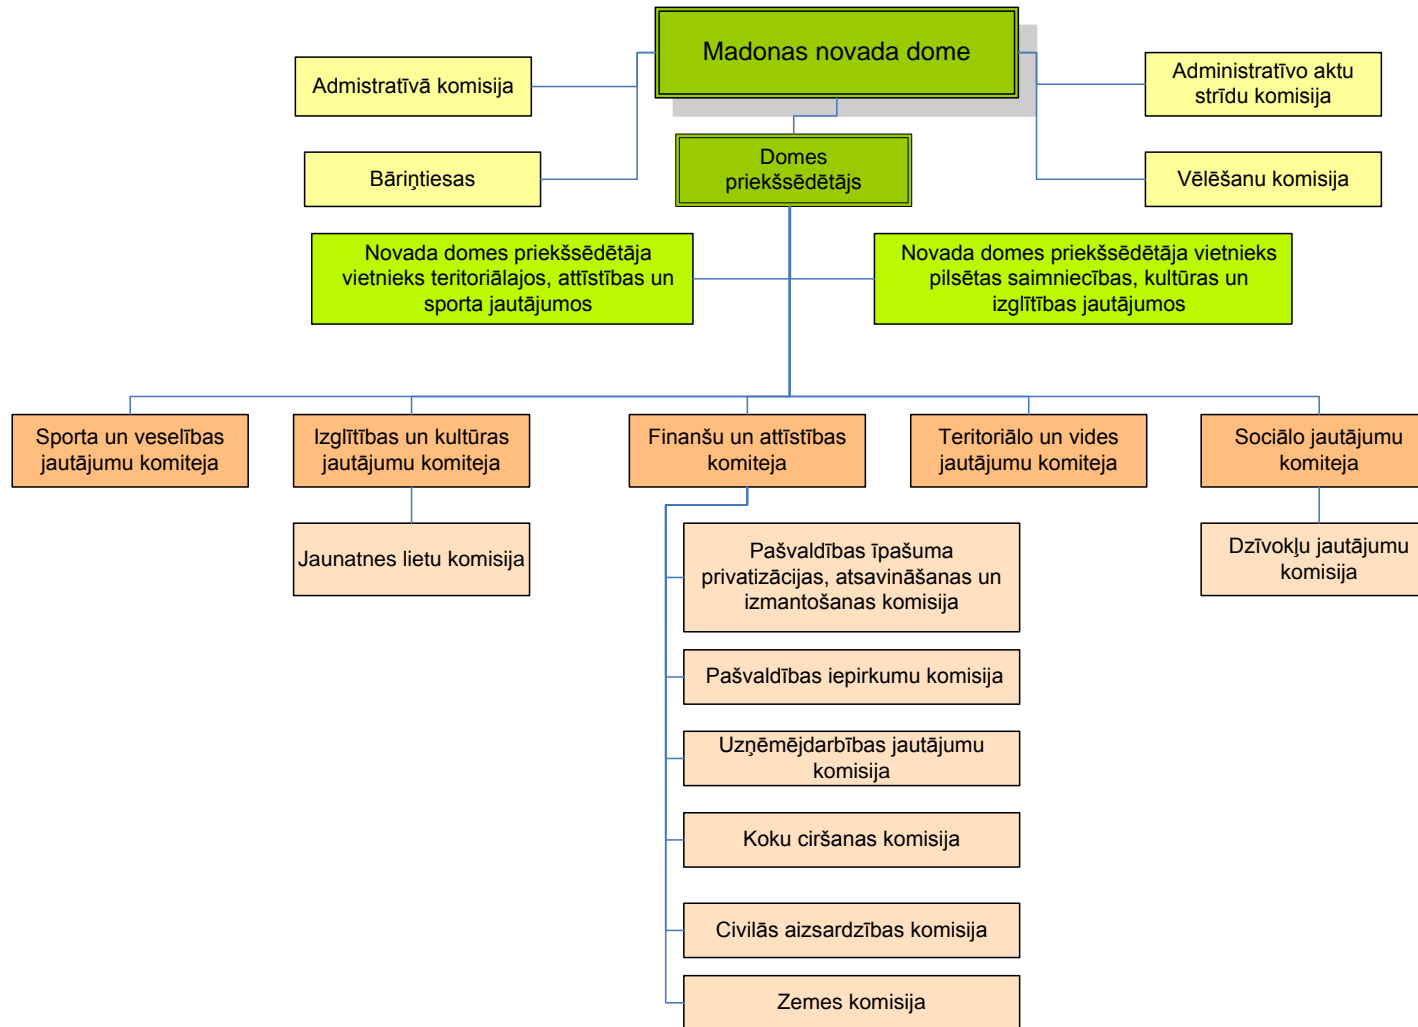 Madonas novada dome
Admistratīvā komisija
Administratīvo aktu
strīdu komisija
Domes
priekšsēdētājs
Bāriņtiesas
Vēlēšanu komisija
Novada domes priekšsēdētāja
vietnieks teritoriālajos, attīstības un
sporta jautājumos
Novada domes priekšsēdētāja vietnieks
pilsētas saimniecības, kultūras un
izglītības jautājumos
Sporta un veselības
jautājumu komiteja
Izglītības un kultūras
jautājumu komiteja
Finanšu un attīstības
komiteja
Teritoriālo un vides
jautājumu komiteja
Sociālo jautājumu
komiteja
Jaunatnes lietu komisija
Pašvaldības īpašuma
privatizācijas, atsavināšanas un
izmantošanas komisija
Dzīvokļu jautājumu
komisija
Pašvaldības iepirkumu komisija
Uzņēmējdarbības jautājumu
komisija
Koku ciršanas komisija
Civilās aizsardzības komisija
Zemes komisija